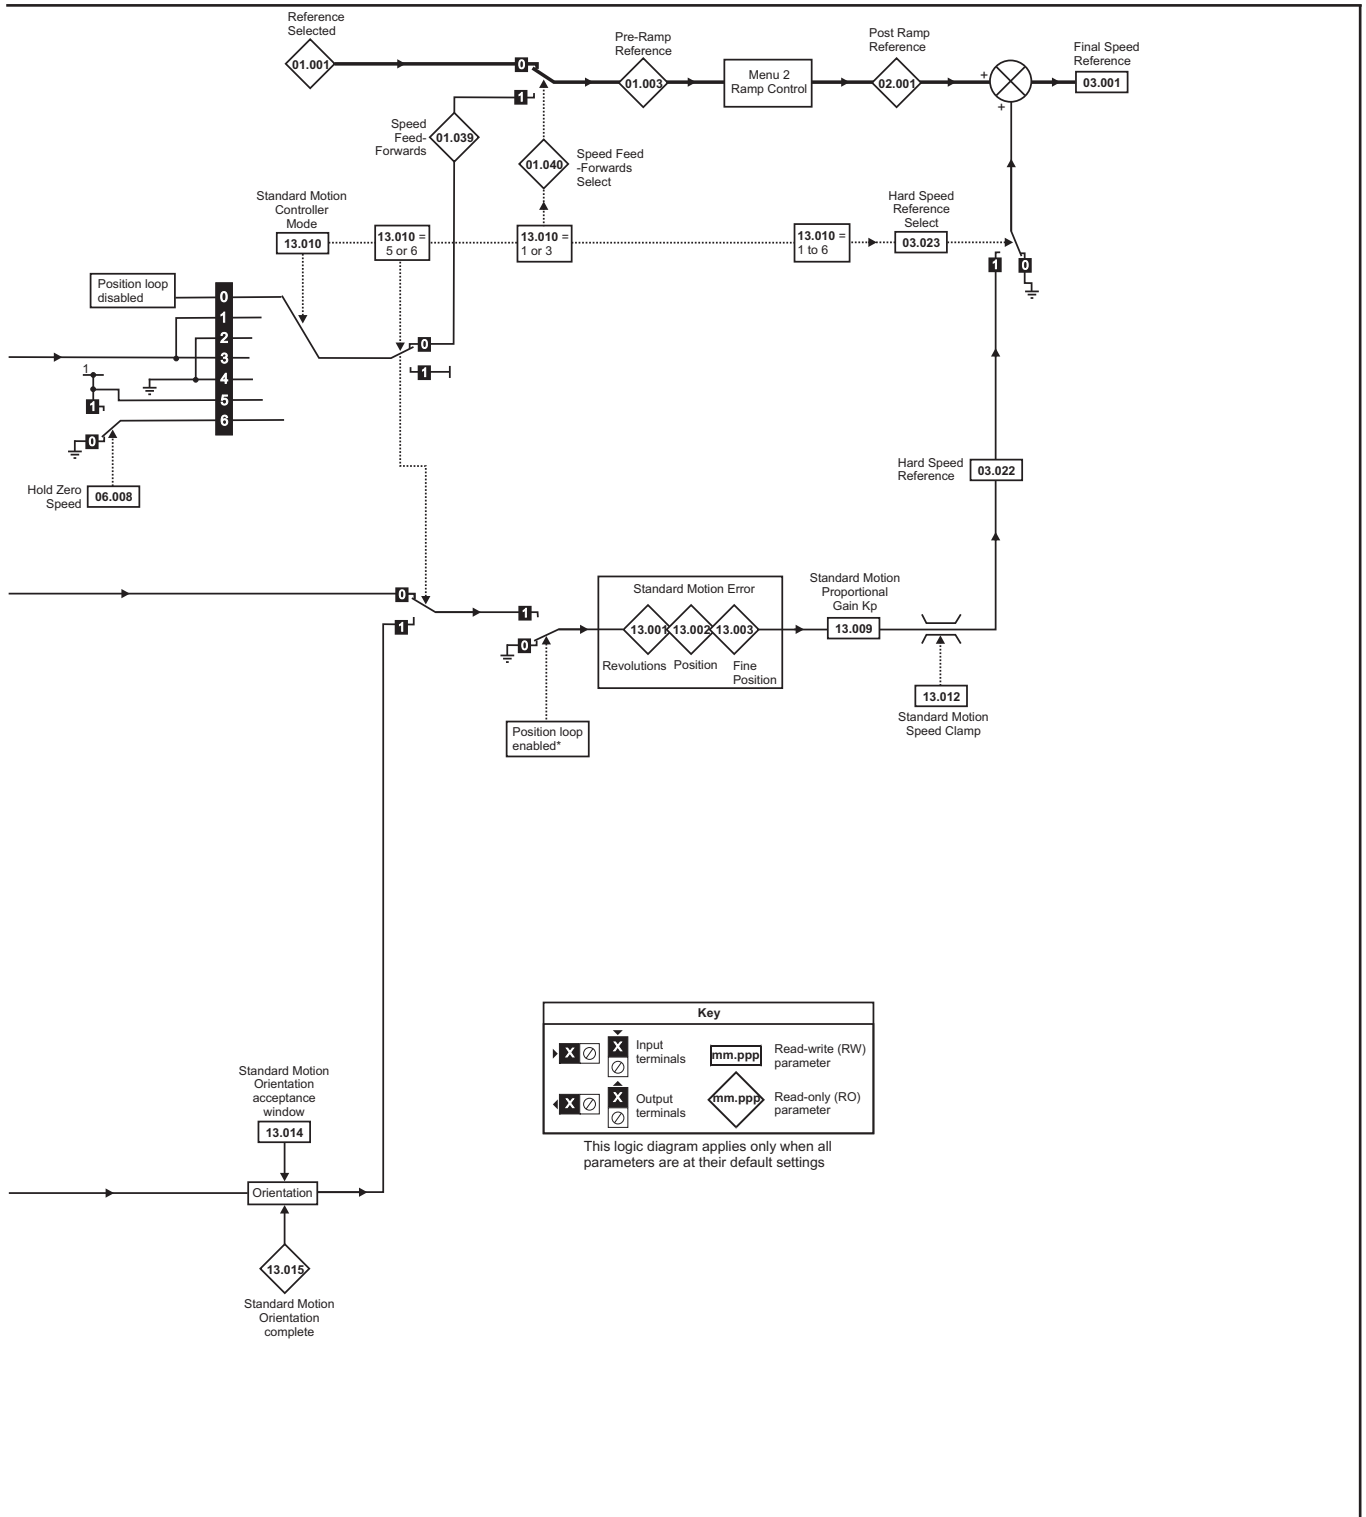 Reference
Selected
01.001
0
1
Pre-Ramp
Reference
01.003
Menu 2
Ramp Control
Post Ramp
Reference
02.001
+
+
Final Speed
Reference
03.001
Speed
Feed-
Forwards
01.039
01.040
Speed Feed
-Forwards
Select
Standard Motion
Controller
Mode
13.010
13.010 =
5 or 6
13.010 =
1 or 3
13.010 =
1 to 6
Hard Speed
Reference
Select
03.023
1
0
Position loop
disabled
0
1
2
3
4
5
6
0
1
1
1
0
Hold Zero
Speed
06.008
Hard Speed
Reference
03.022
0
1
1
0
Position loop
enabled*
Standard Motion Error
13.001
13.002
13.003
Revolutions
Position
Fine
Position
Standard Motion
Proportional
Gain Kp
13.009
13.012
Standard Motion
Speed Clamp
Standard Motion
Orientation
acceptance
window
13.014
Orientation
13.015
Standard Motion
Orientation
complete
Key
X
X
Input
terminals
mm.ppp
Read-write (RW)
parameter
X
X
Output
terminals
mm.ppp
Read-only (RO)
parameter
This logic diagram applies only when all
parameters are at their default settings